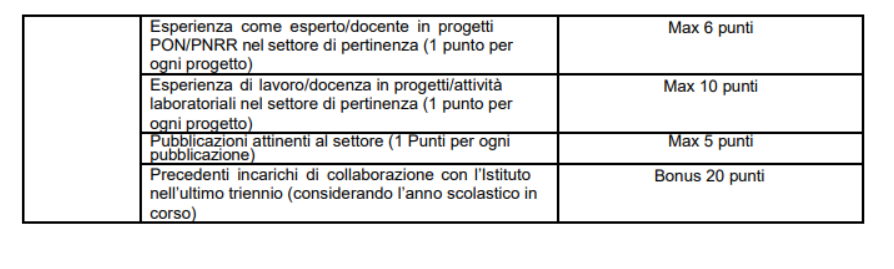 Esperienza come esperto/docente in progetti
PON/PNRR nel settore di pertinenza (1 punto per
ogni progetto)
Max 6 punti
Esperienza di lavoro/docenza in progetti/attività
laboratoriali nel settore di pertinenza (1 punto per
ogni progetto)
Max 10 punti
Pubblicazioni attinenti al settore (1 Punti per ogni
pubblicazione)
Max 5 punti
Precedenti incarichi di collaborazione con l'Istituto
nell'ultimo triennio (considerando l'anno scolastico in
corso)
Bonus 20 punti